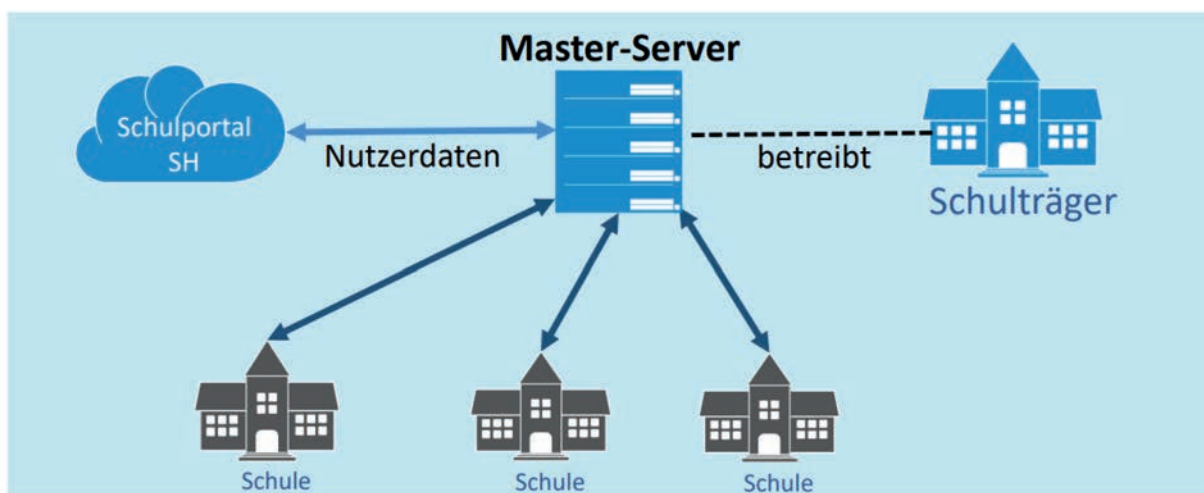 Master-Server
Schulportal
SH
Nutzerdaten
betreibt
Schulträger
Schule
Schule
Schule